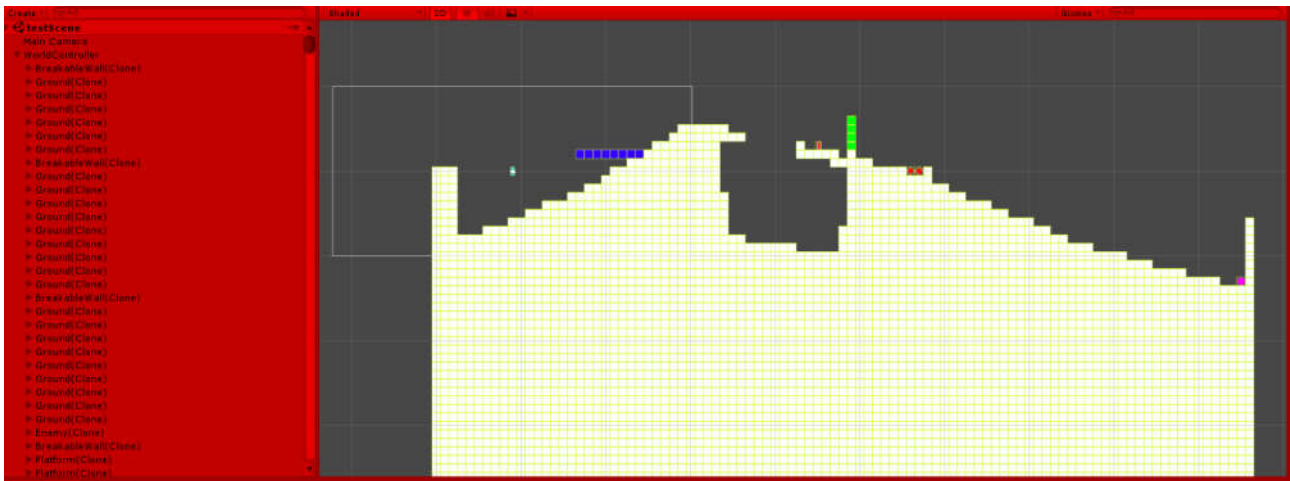 Create
Shaded
2D
Gizmos
testScene
Main Camera
WorldController
BreakableWall(Clone)
Ground(Clone)
Ground(Clone)
Ground(Clone)
Ground(Clone)
Ground(Clone)
Ground(Clone)
BreakableWall(Clone)
Ground(Clone)
Ground(Clone)
Ground(Clone)
Ground(Clone)
Ground(Clone)
Ground(Clone)
Ground(Clone)
Ground(Clone)
Ground(Clone)
BreakableWall(Clone)
Ground(Clone)
Ground(Clone)
Ground(Clone)
Ground(Clone)
Ground(Clone)
Ground(Clone)
Ground(Clone)
Ground(Clone)
Ground(Clone)
Enemy(Clone)
BreakableWall(Clone)
Platform(Clone)
Platform(Clone)